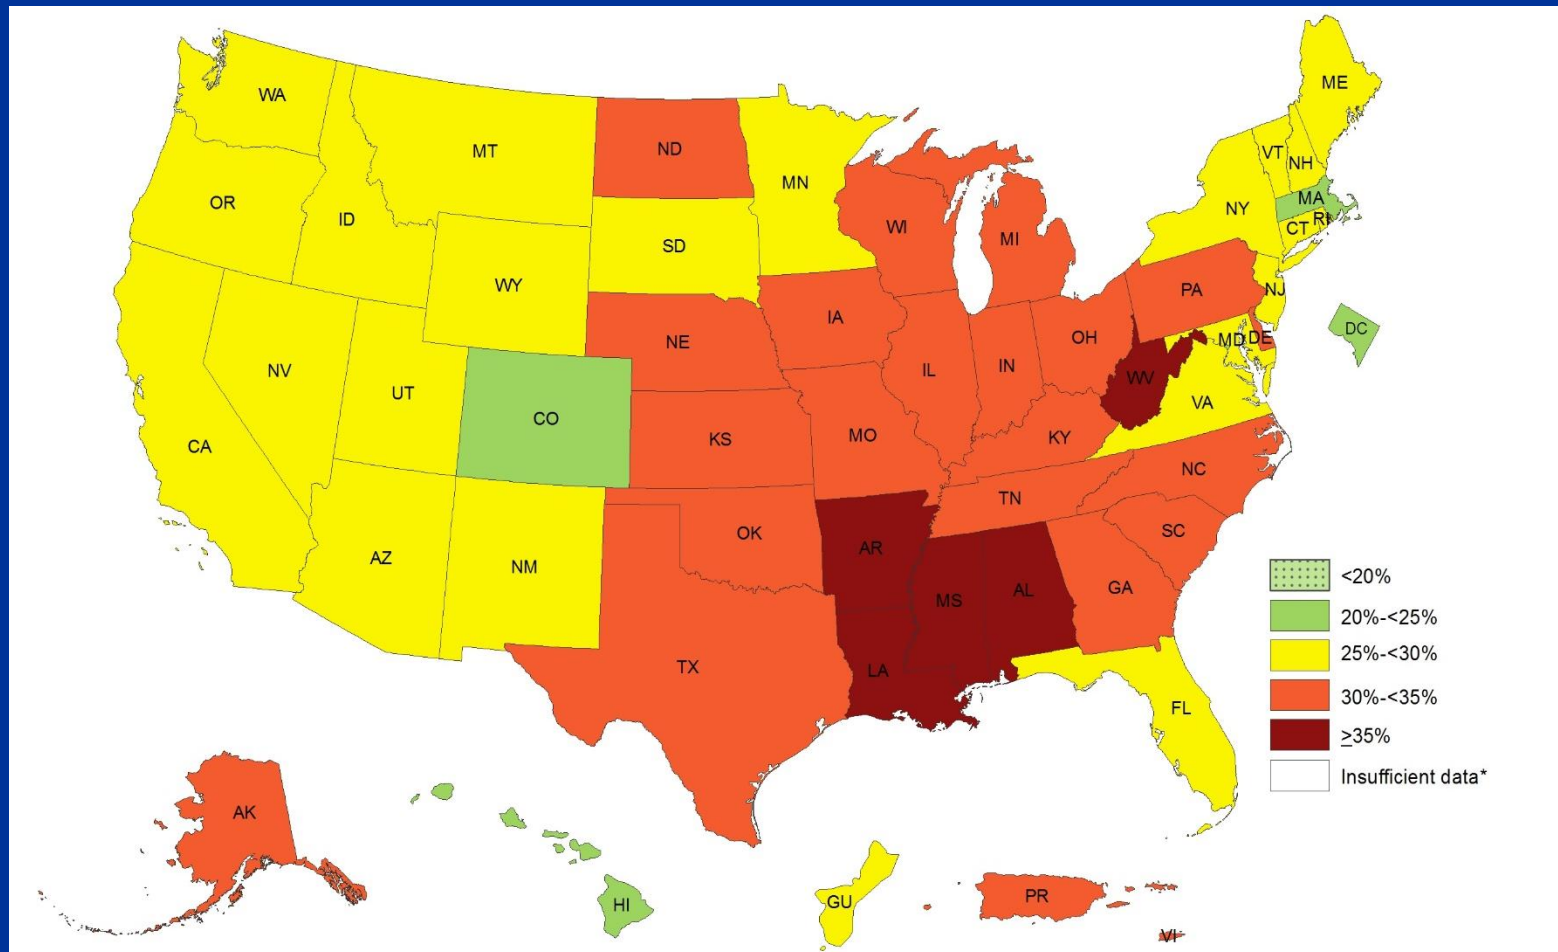 ME
WA
MT
ND
VT
NH
MN
OR
ID
MA
NY
RI
CT
WI
MI
SD
WY
NJ
PA
IA
DC
OH
MD
DE
NE
IN
IL
NV
WV
UT
VA
CO
MO
KY
KS
CA
NC
TN
SC
OK
AR
AZ
NM
GA
AL
MS
<20%
20%-<25%
25%-<30%
TX
LA
30%-<35%
FL
≥35%
Insufficient data*
AK
HI
GU
PR
VI